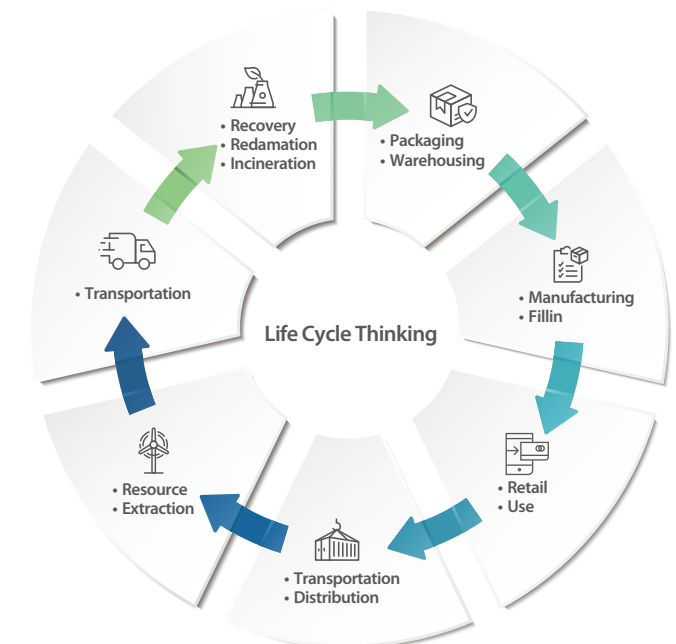 • Recovery
• Redamation
• Incineration
• Packaging
• Warehousing
• Manufacturing
• Fillin
• Retail
• Use
• Transportation
• Distribution
• Resource
• Extraction
• Transportation
Life Cycle Thinking